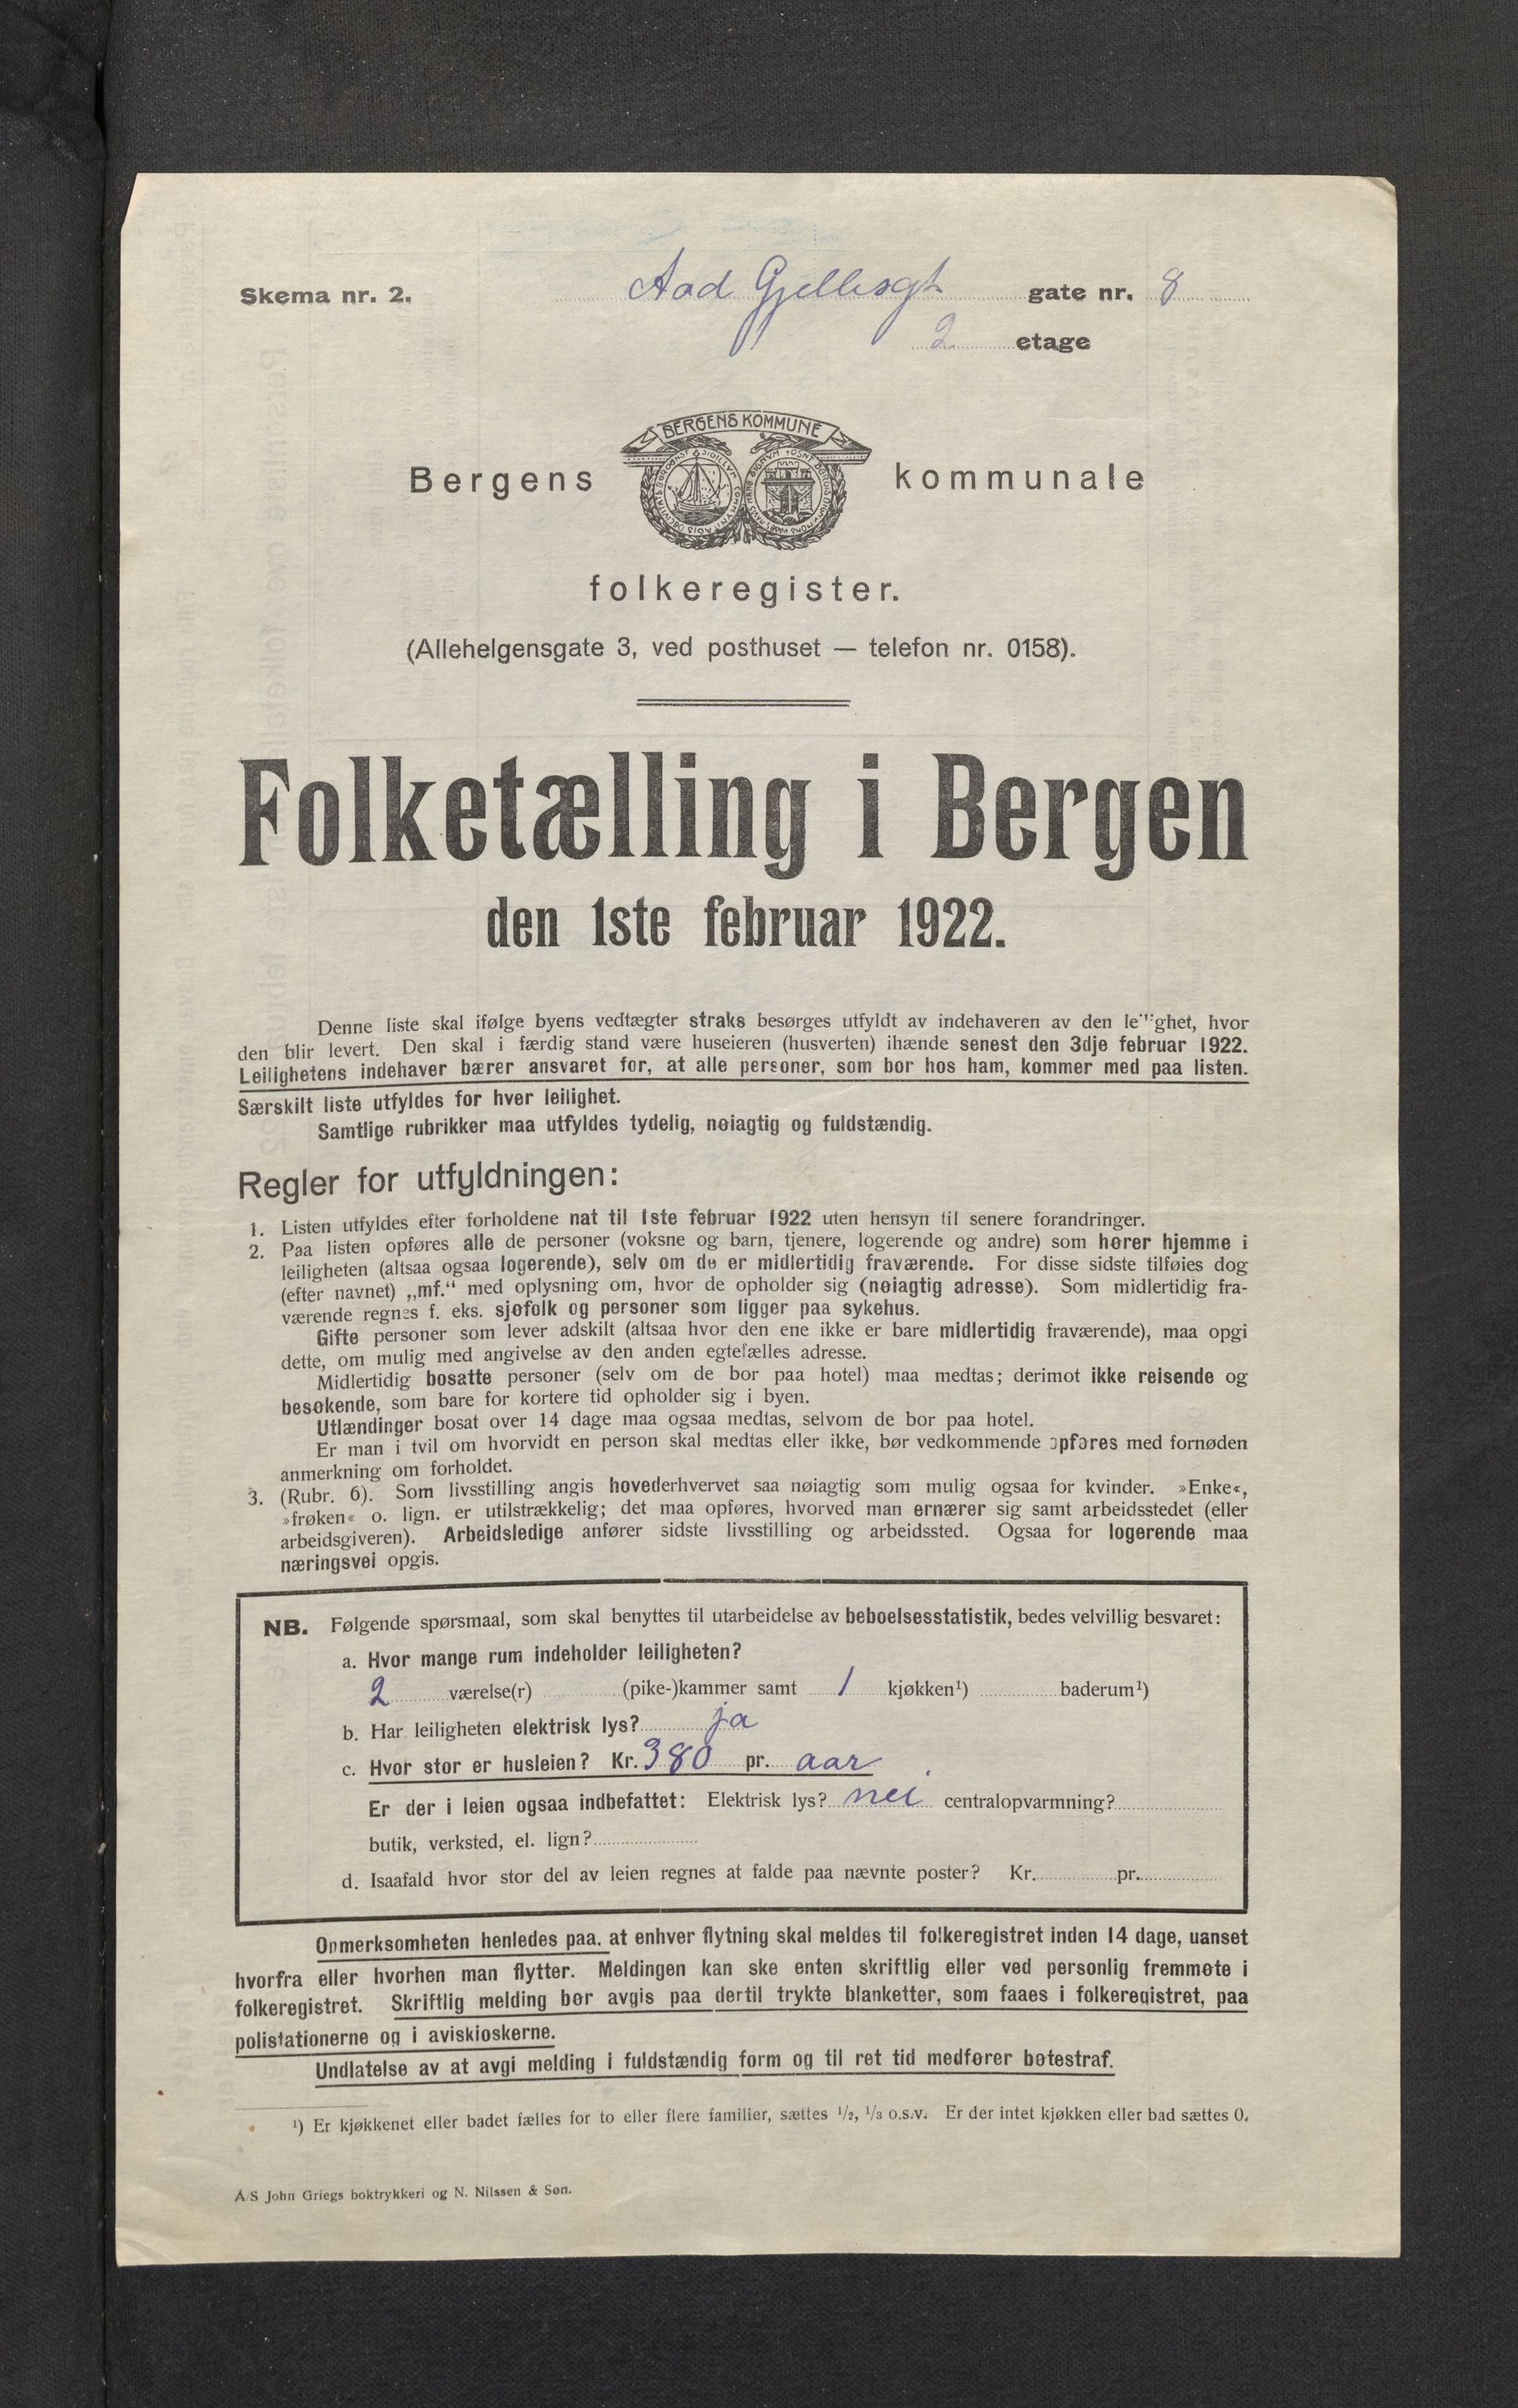 Skema nr. 2. Aad Gjellesgt gate nr. 8
2 etage
BERGENS KOMMUNE
Bergens kommunale
folkeregister.
(Allehelgensgate 3, ved posthuset — telefon nr. 0158).
Folketælling i Bergen
den 1ste februar 1922.
Denne liste skal ifølge byens vedtægter straks besørges utfyldt av indehaveren av den leilighet, hvor
den blir levert. Den skal i færdig stand være huseieren (husverten) ihænde senest den 3dje februar 1922.
Leilighetens indehaver bærer ansvaret for, at alle personer, som bor hos ham, kommer med paa listen.
Særskilt liste utfyldes for hver leilighet.
Samtlige rubrikker maa utfyldes tydelig, nøiagtig og fuldstændig.
Regler for utfyldningen:
1. Listen utfyldes efter forholdene nat til 1ste februar 1922 uten hensyn til senere forandringer.
2. Paa listen opføres alle de personer (voksne og barn, tjenere, logerende og andre) som hører hjemme i
leiligheten (altsaa ogsaa logerende), selv om de er midlertidig fraværende. For disse sidste tilføies dog
(efter navnet) „mf.“ med oplysning om, hvor de opholder sig (nøiagtig adresse). Som midlertidig fra-
værende regnes f. eks. sjøfolk og personer som ligger paa sykehus.
Gifte personer som lever adskilt (altsaa hvor den ene ikke er bare midlertidig fraværende), maa opgi
dette, om mulig med angivelse av den anden egtefælles adresse.
Midlertidig bosatte personer (selv om de bor paa hotel) maa medtas; derimot ikke reisende og
besøkende, som bare for kortere tid opholder sig i byen.
Utlændinger bosat over 14 dage maa ogsaa medtas, selvom de bor paa hotel.
Er man i tvil om hvorvidt en person skal medtas eller ikke, bør vedkommende opføres med fornøden
anmerkning om forholdet.
3. (Rubr. 6). Som livsstilling angis hovederhvervet saa nøiagtig som mulig ogsaa for kvinder. »Enke«,
»frøken« o. lign. er utilstrækkelig; det maa opføres, hvorved man ernærer sig samt arbeidsstedet (eller
arbeidsgiveren). Arbeidsledige anfører sidste livsstilling og arbeidssted. Ogsaa for logerende maa
næringsvei opgis.
NB. Følgende spørsmaal, som skal benyttes til utarbeidelse av beboelsesstatistik, bedes velvillig besvaret:
a. Hvor mange rum indeholder leiligheten?
2 værelse(r) (pike-)kammer samt 1 kjøkken¹) baderum¹)
b. Har leiligheten elektrisk lys? ja
c. Hvor stor er husleien? Kr. 380 pr. aar
Er der i leien ogsaa indbefattet: Elektrisk lys? nei centralopvarmning?
butik, verksted, el. lign?
d. Isaafald hvor stor del av leien regnes at falde paa nævnte poster? Kr. pr.
Opmerksomheten henledes paa, at enhver flytning skal meldes til folkeregistret inden 14 dage, uanset
hvorfra eller hvorhen man flytter. Meldingen kan ske enten skriftlig eller ved personlig fremmøte i
folkeregistret. Skriftlig melding bør avgis paa dertil trykte blanketter, som faaes i folkeregistret, paa
polistationerne og i aviskioskerne.
Undlatelse av at avgi melding i fuldstændig form og til ret tid medfører bøtestraf.
¹) Er kjøkkenet eller badet fælles for to eller flere familier, sættes ¹/₂, ¹/₃ o.s.v. Er der intet kjøkken eller bad sættes 0.
A/S John Griegs boktrykkeri og N. Nilssen & Søn.